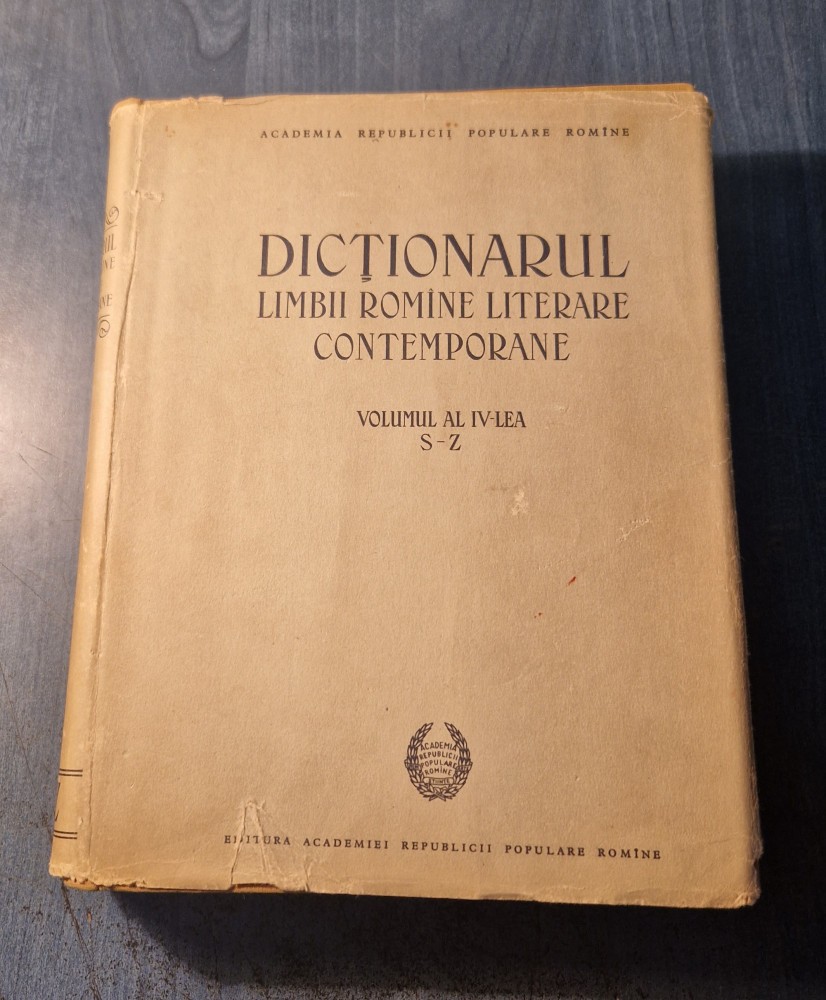 ACADEMIA REPUBLICII POPULARE ROMÎNE
DICȚIONARUL
LIMBII ROMÎNE LITERARE
CONTEMPORANE
VOLUMUL AL IV-LEA
S-Z
ACADEMIA
REPUBLICII
POPULARE
ROMÎNE
EDITURA ACADEMIEI REPUBLICII POPULARE ROMÎNE